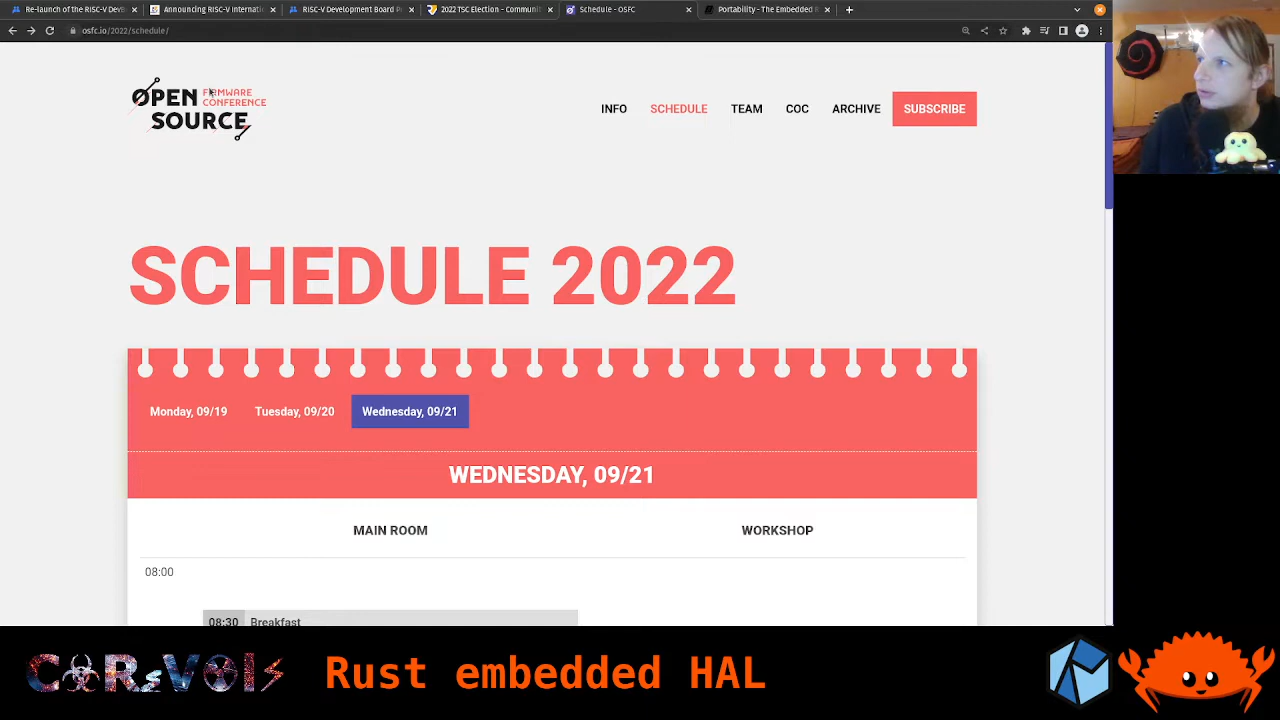 Re-launch of the RISC-V Dev
Announcing RISC-V Internati
RISC-V Development Board P
2022 TSC Election - Communit
Schedule - OSFC
Portability - The Embedded R
osfc.io/2022/schedule/
OPEN FIRMWARE CONFERENCE
SOURCE
INFO
SCHEDULE
TEAM
COC
ARCHIVE
SUBSCRIBE
SCHEDULE 2022
Monday, 09/19
Tuesday, 09/20
Wednesday, 09/21
WEDNESDAY, 09/21
MAIN ROOM
WORKSHOP
08:00
08:30 Breakfast
Rust embedded HAL